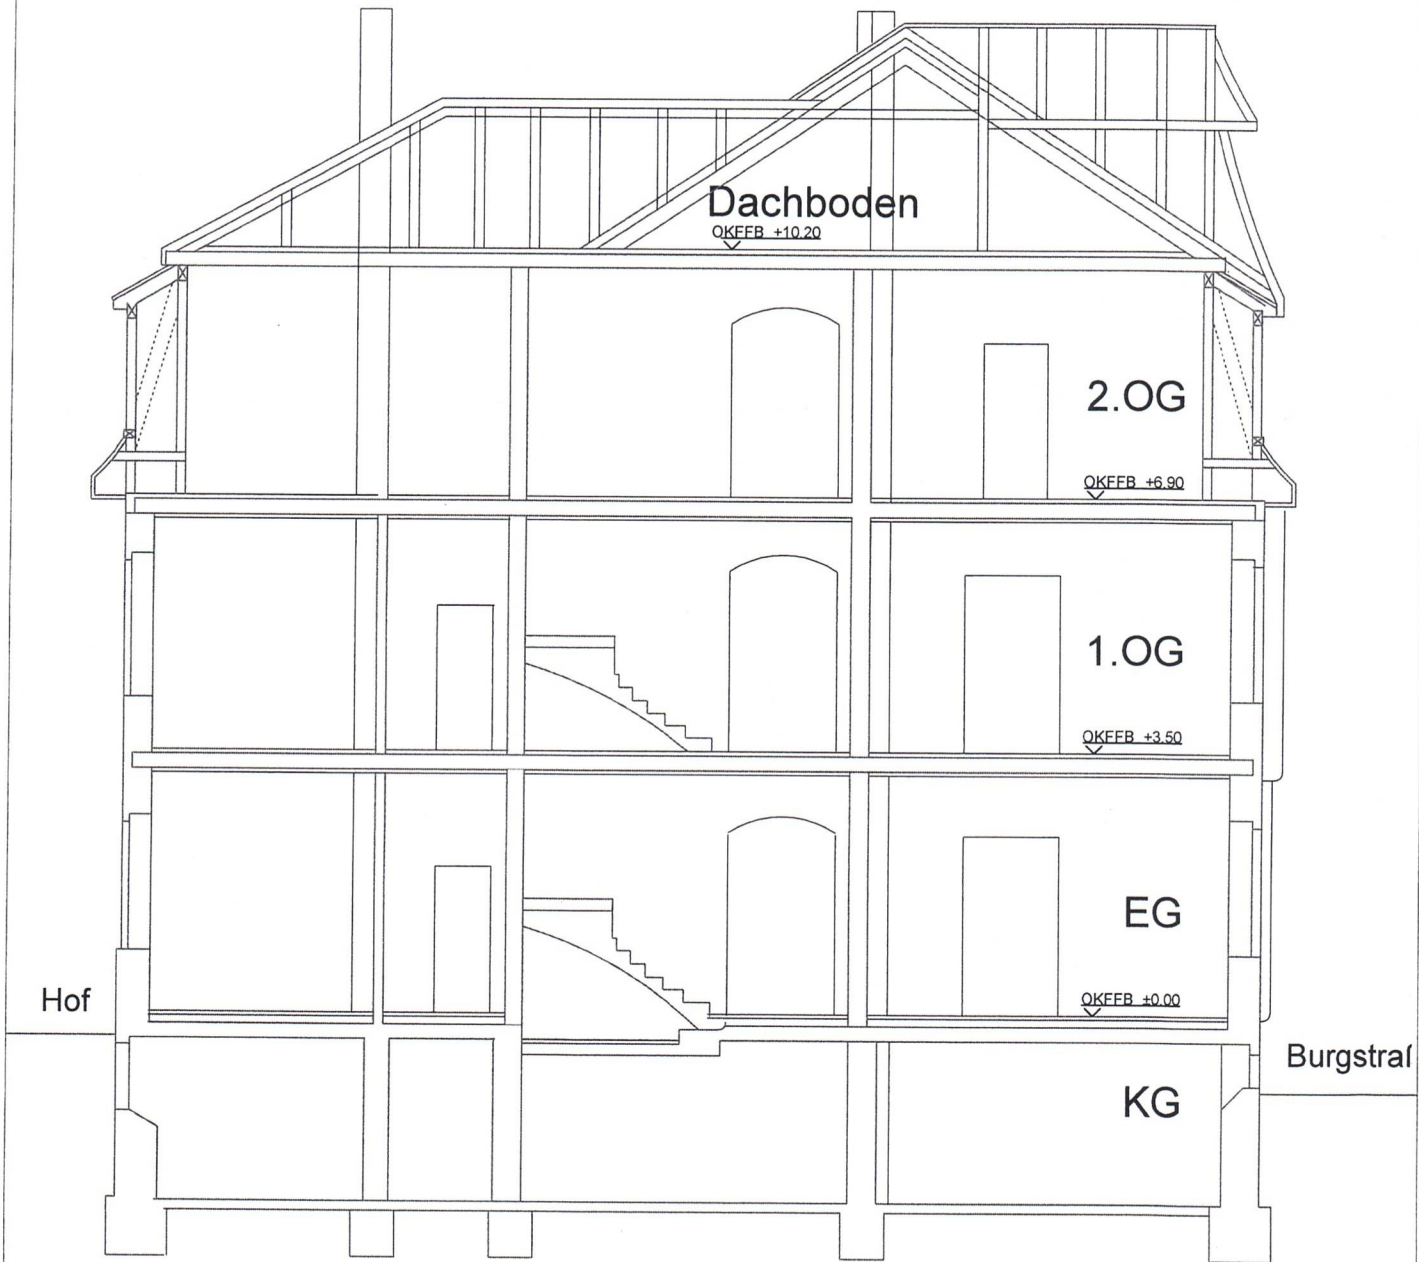 Dachboden
OKFFB +10.20
2.OG
OKFFB +6.90
1.OG
OKFFB +3.50
EG
OKFFB ±0.00
Hof
Burgstra
KG